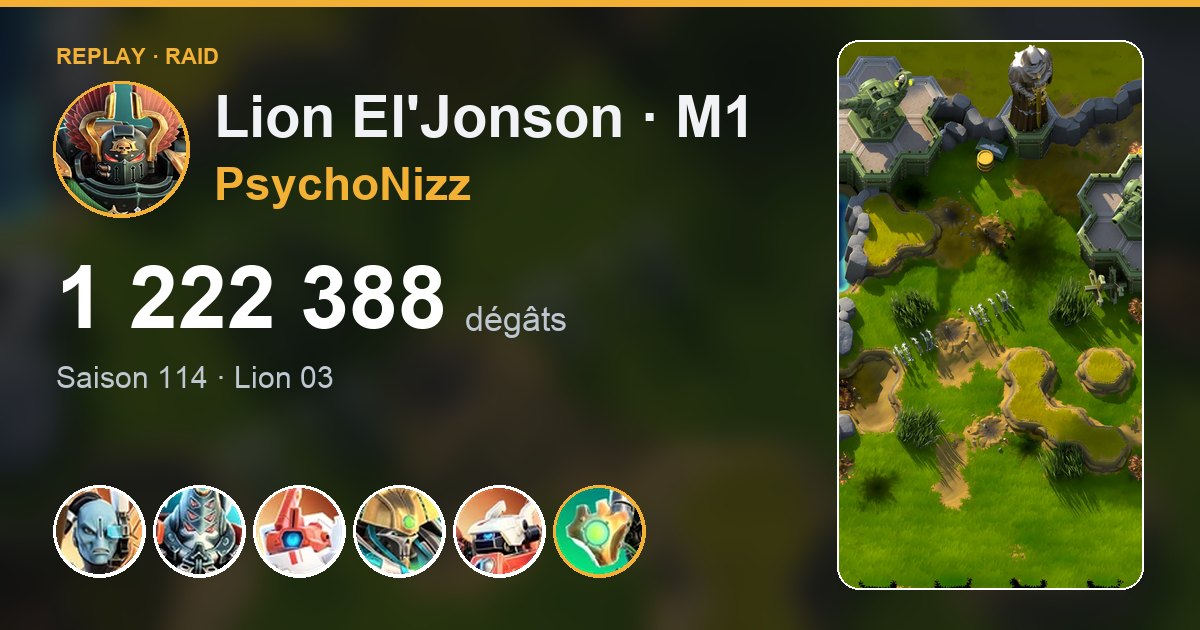 REPLAY · RAID
Lion El'Jonson · M1
PsychoNizz
1 222 388 dégâts
Saison 114 · Lion 03